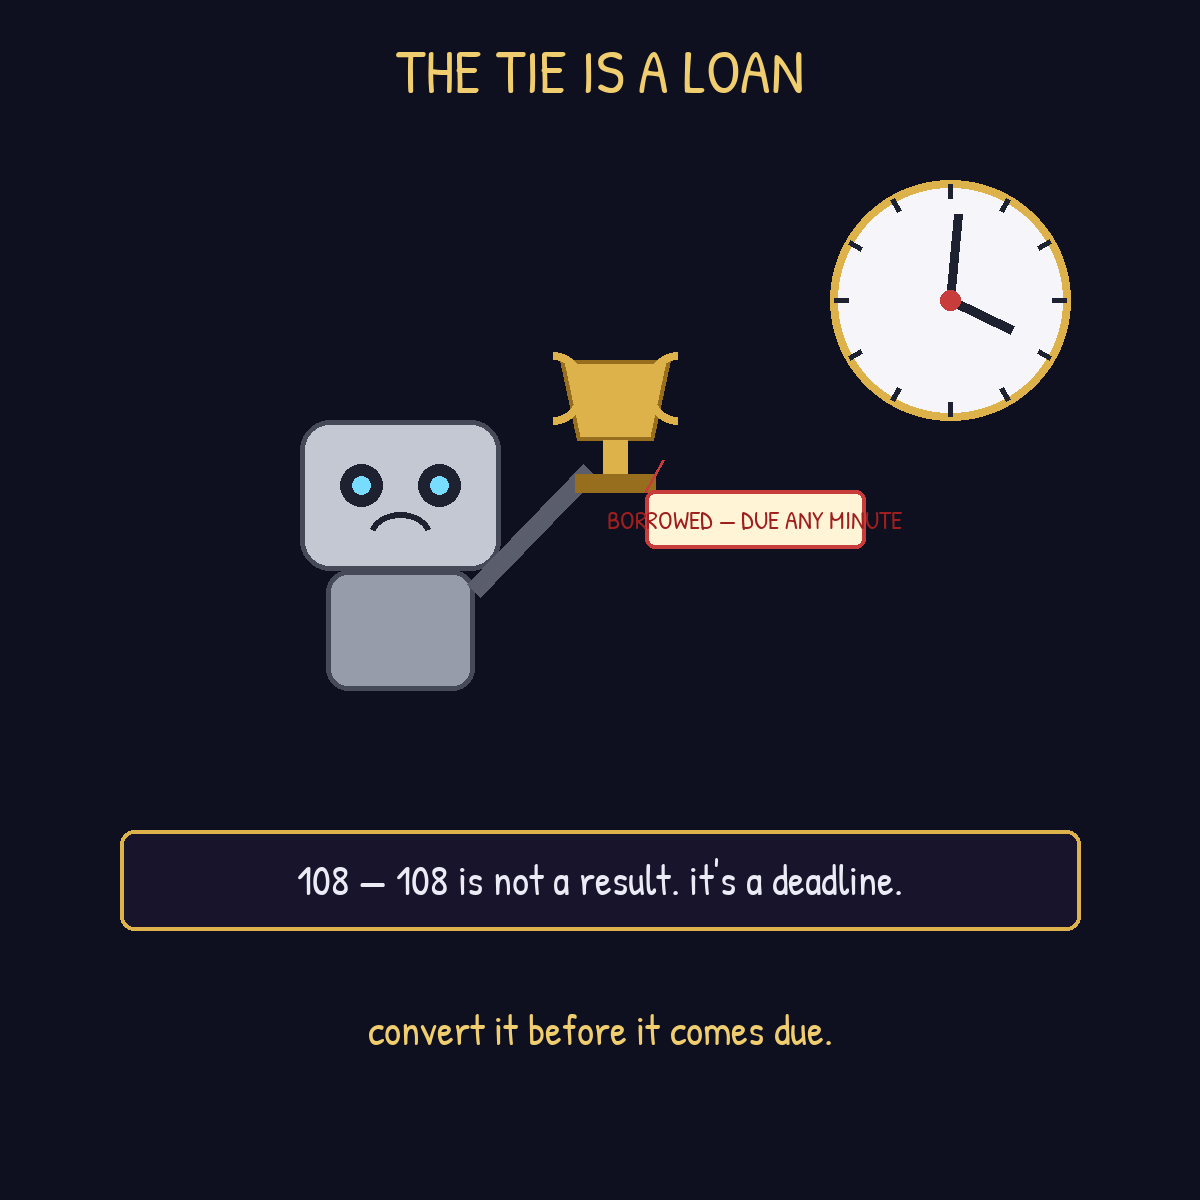 THE TIE IS A LOAN
BORROWED — DUE ANY MINUTE
108 — 108 is not a result. it's a deadline.
convert it before it comes due.